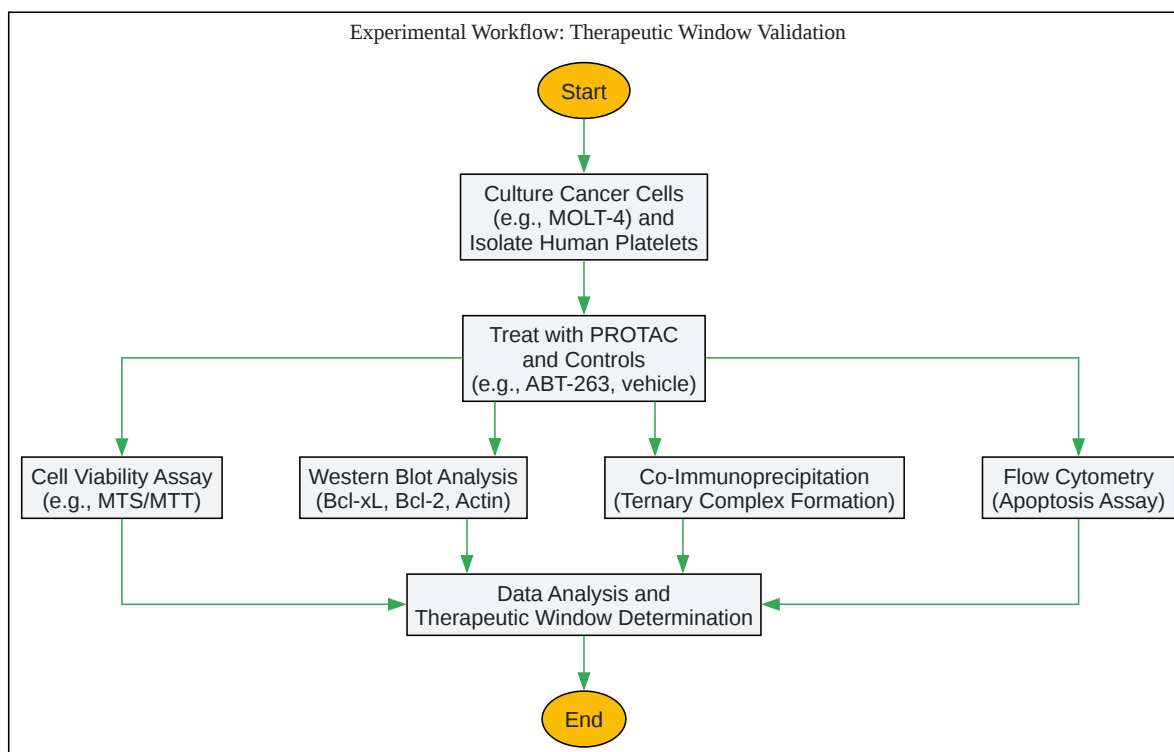 Experimental Workflow: Therapeutic Window Validation
Start
Culture Cancer Cells
(e.g., MOLT-4) and
Isolate Human Platelets
Treat with PROTAC
and Controls
(e.g., ABT-263, vehicle)
Cell Viability Assay
(e.g., MTS/MTT)
Western Blot Analysis
(Bcl-xL, Bcl-2, Actin)
Co-Immunoprecipitation
(Ternary Complex Formation)
Flow Cytometry
(Apoptosis Assay)
Data Analysis and
Therapeutic Window Determination
End